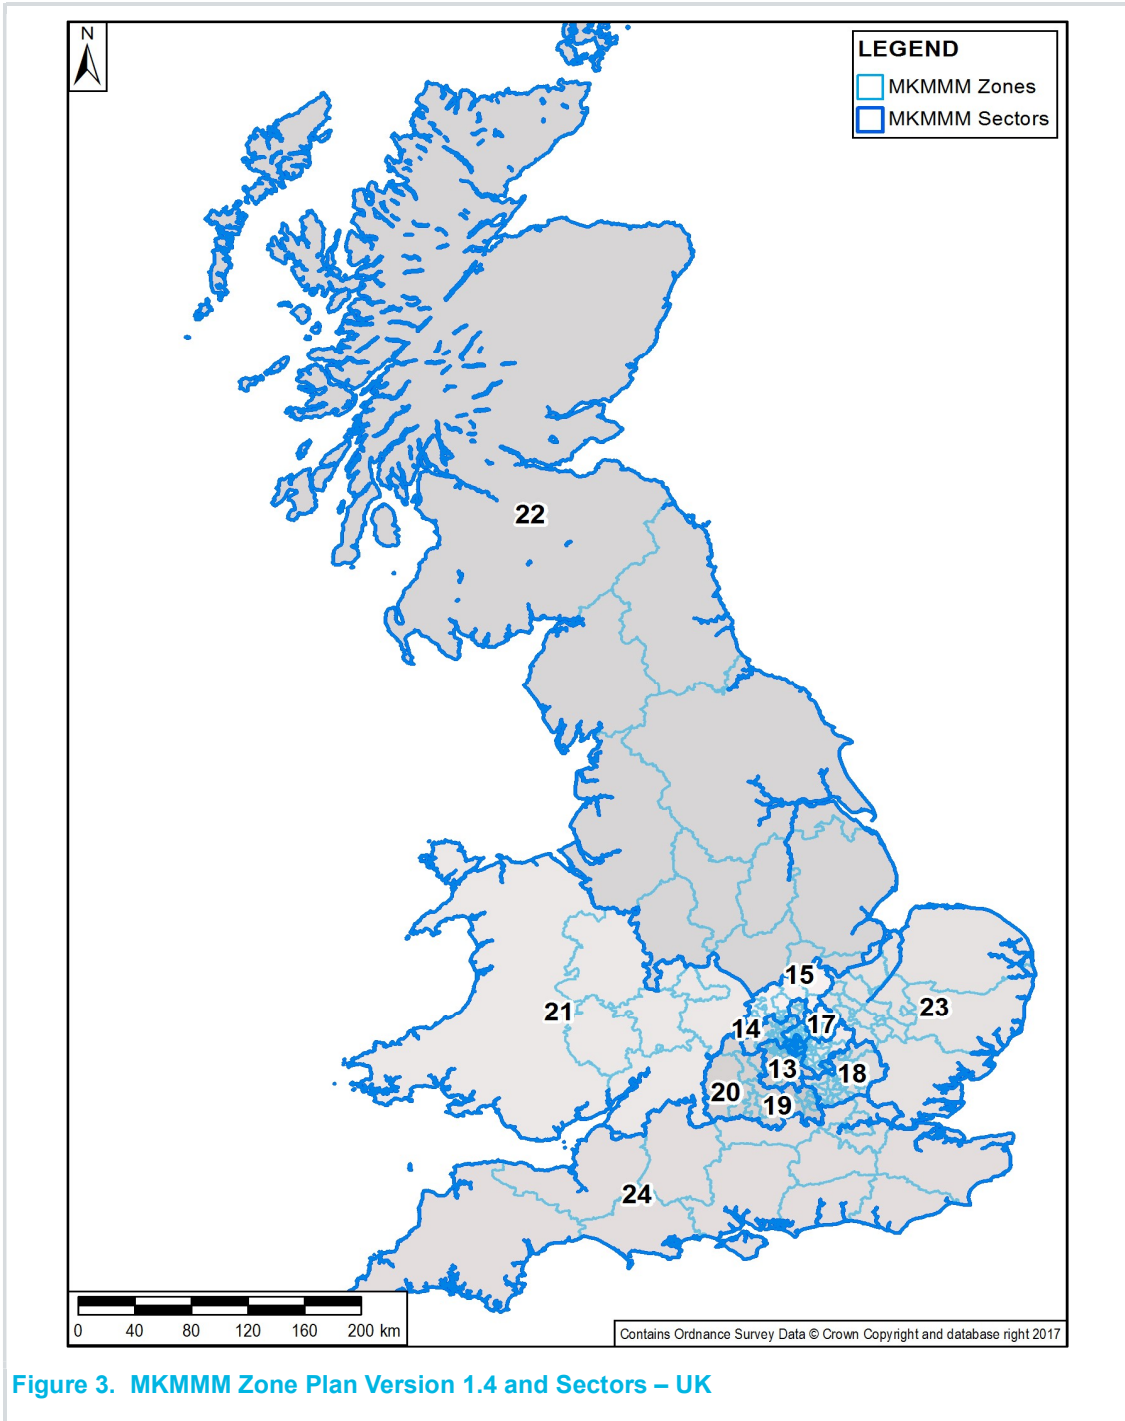 N
LEGEND
MKMMM Zones
MKMMM Sectors
22
15
23
21
14
17
13
18
20
19
24
0 40 80 120 160 200 km
Contains Ordnance Survey Data © Crown Copyright and database right 2017
Figure 3. MKMMM Zone Plan Version 1.4 and Sectors – UK